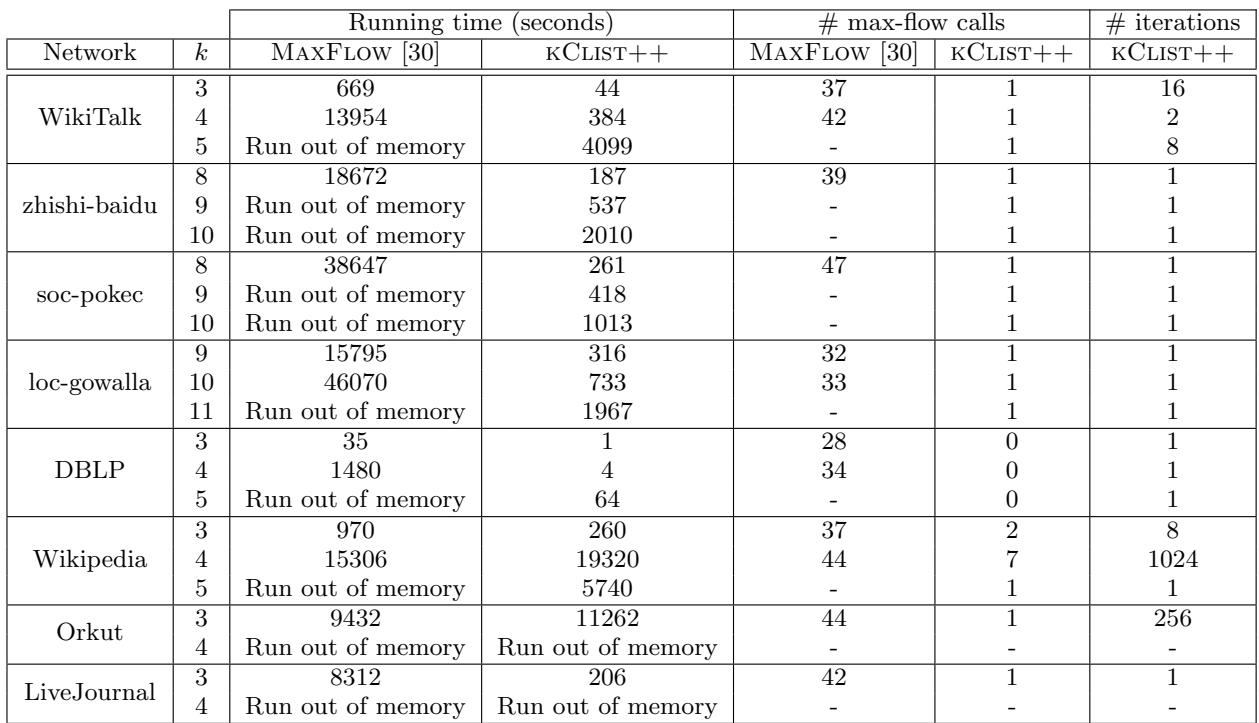 Running time (seconds) # max-flow calls # iterations
Network k MAXFLOW [30] KCLIST++ MAXFLOW [30] KCLIST++ KCLIST++
3 669 44 37 1 16
WikiTalk 4 13954 384 42 1 2
5 Run out of memory 4099 - 1 8
8 18672 187 39 1 1
zhishi-baidu 9 Run out of memory 537 - 1 1
10 Run out of memory 2010 - 1 1
8 38647 261 47 1 1
soc-pokec 9 Run out of memory 418 - 1 1
10 Run out of memory 1013 - 1 1
9 15795 316 32 1 1
loc-gowalla 10 46070 733 33 1 1
11 Run out of memory 1967 - 1 1
3 35 1 28 0 1
DBLP 4 1480 4 34 0 1
5 Run out of memory 64 - 0 1
3 970 260 37 2 8
Wikipedia 4 15306 19320 44 7 1024
5 Run out of memory 5740 - 1 1
Orkut 3 9432 11262 44 1 256
4 Run out of memory Run out of memory - - -
LiveJournal 3 8312 206 42 1 1
4 Run out of memory Run out of memory - - -